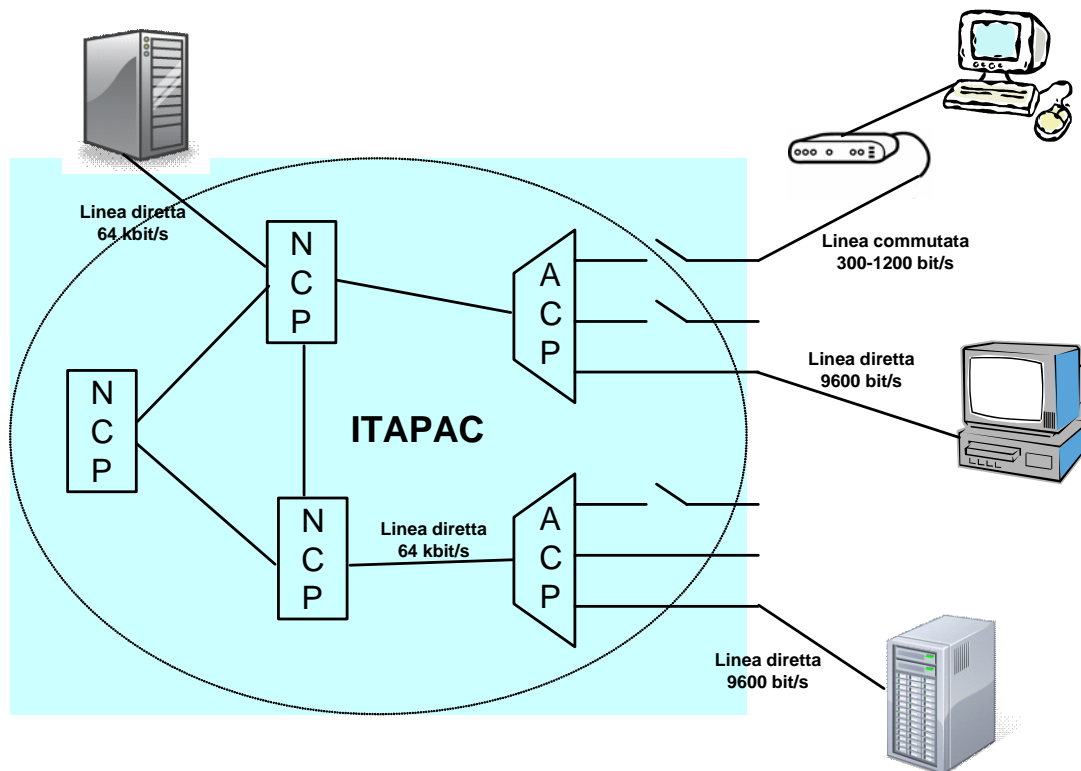 Linea diretta
64 kbit/s
N
C
P
A
C
P
Linea commutata
300-1200 bit/s
Linea diretta
9600 bit/s
N
C
P
ITAPAC
N
C
P
Linea diretta
64 kbit/s
A
C
P
Linea diretta
9600 bit/s